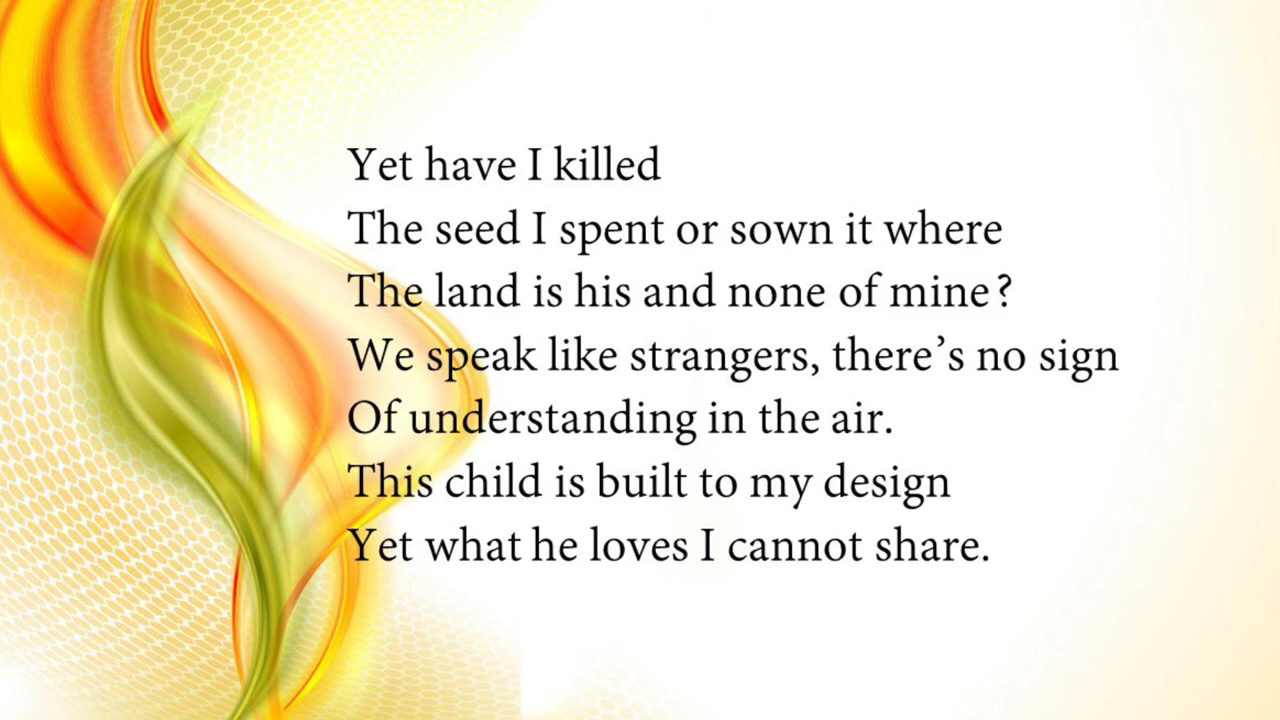 Yet have I killed
The seed I spent or sown it where
The land is his and none of mine?
We speak like strangers, there’s no sign
Of understanding in the air.
This child is built to my design
Yet what he loves I cannot share.